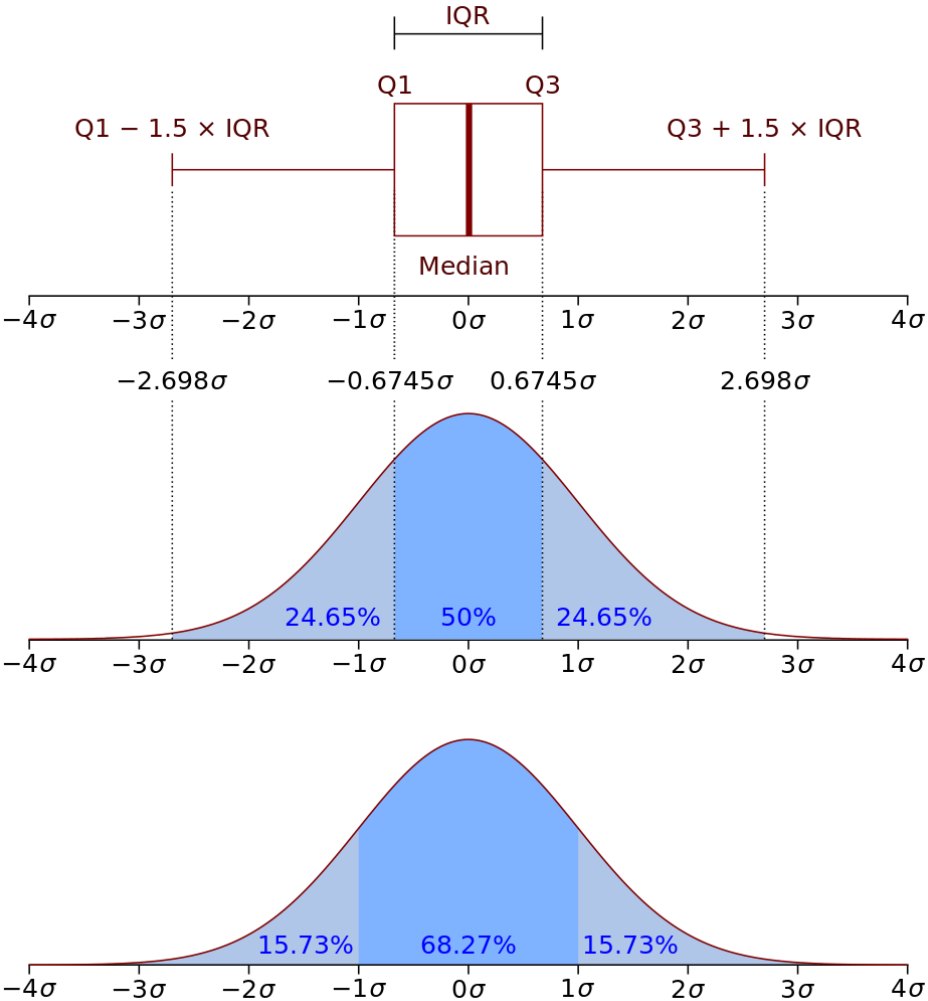 IQR
Q1 Q3
Q1 − 1.5 × IQR Q3 + 1.5 × IQR
Median
−4σ −3σ −2σ −1σ 0σ 1σ 2σ 3σ 4σ
−2.698σ −0.6745σ 0.6745σ 2.698σ
24.65% 50% 24.65%
−4σ −3σ −2σ −1σ 0σ 1σ 2σ 3σ 4σ
15.73% 68.27% 15.73%
−4σ −3σ −2σ −1σ 0σ 1σ 2σ 3σ 4σ